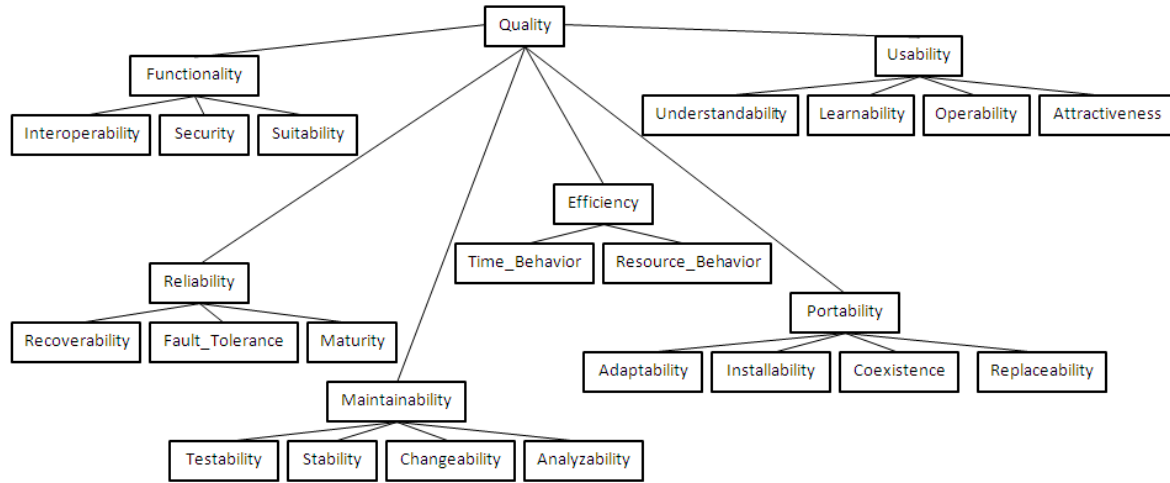 Quality
Functionality
Usability
Interoperability
Security
Suitability
Understandability
Learnability
Operability
Attractiveness
Efficiency
Time_Behavior
Resource_Behavior
Reliability
Recoverability
Fault_Tolerance
Maturity
Portability
Adaptability
Installability
Coexistence
Replaceability
Maintainability
Testability
Stability
Changeability
Analyzability